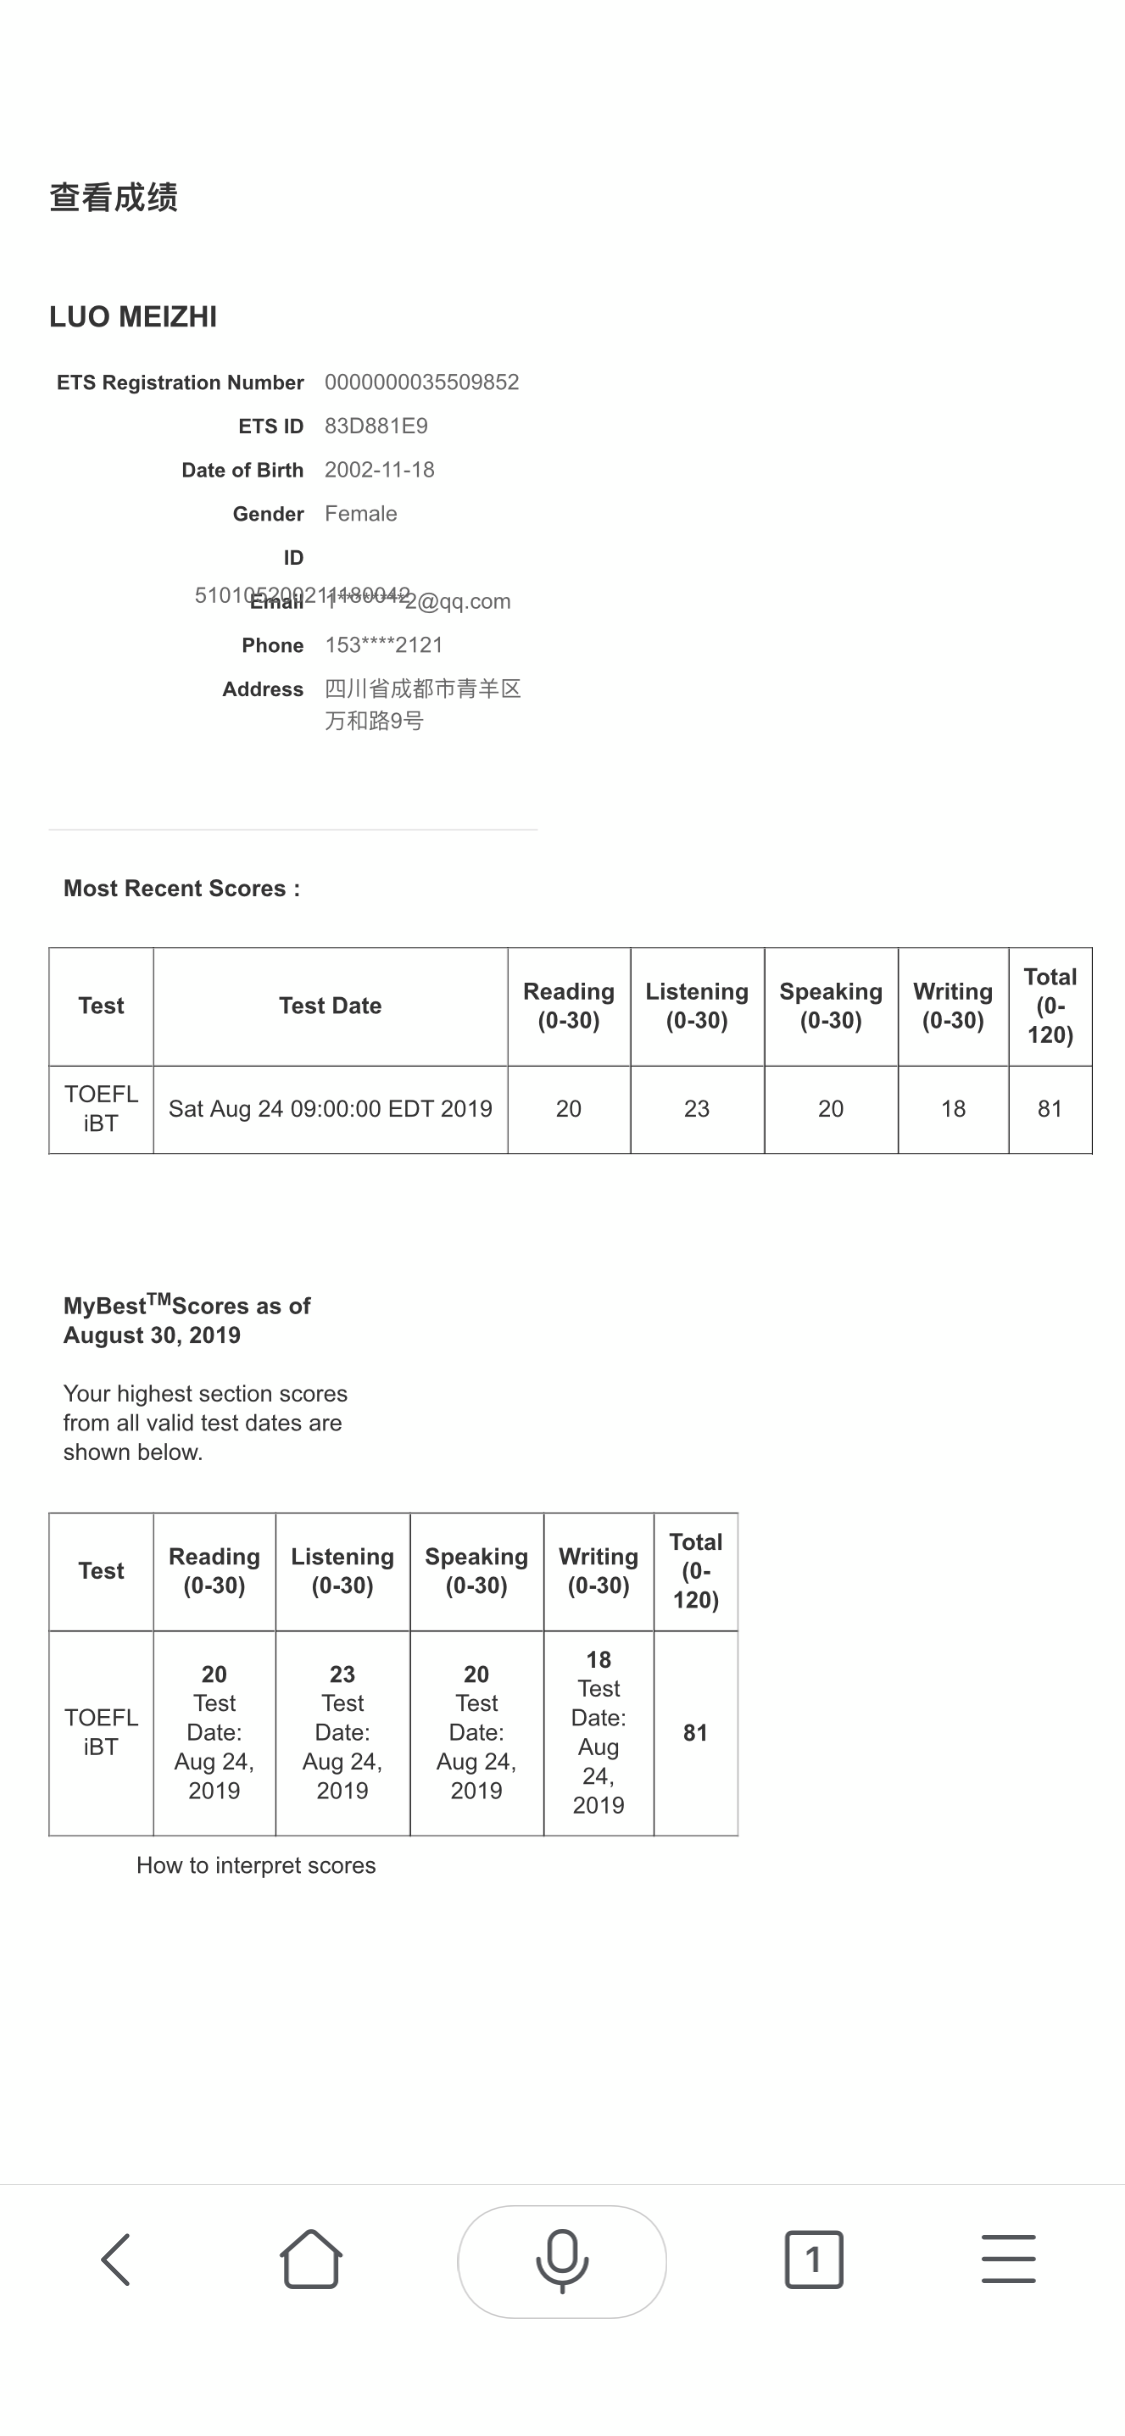 查看成绩
LUO MEIZHI
ETS Registration Number 0000000035509852
ETS ID 83D881E9
Date of Birth 2002-11-18
Gender Female
ID
510105200211180042
Email 1********2@qq.com
Phone 153****2121
Address 四川省成都市青羊区
万和路9号
Most Recent Scores :
Test Test Date Reading (0-30) Listening (0-30) Speaking (0-30) Writing (0-30) Total (0-120)
TOEFL iBT Sat Aug 24 09:00:00 EDT 2019 20 23 20 18 81
MyBest™Scores as of
August 30, 2019
Your highest section scores
from all valid test dates are
shown below.
Test Reading (0-30) Listening (0-30) Speaking (0-30) Writing (0-30) Total (0-120)
TOEFL iBT 20 Test Date: Aug 24, 2019 23 Test Date: Aug 24, 2019 20 Test Date: Aug 24, 2019 18 Test Date: Aug 24, 2019 81
How to interpret scores
1